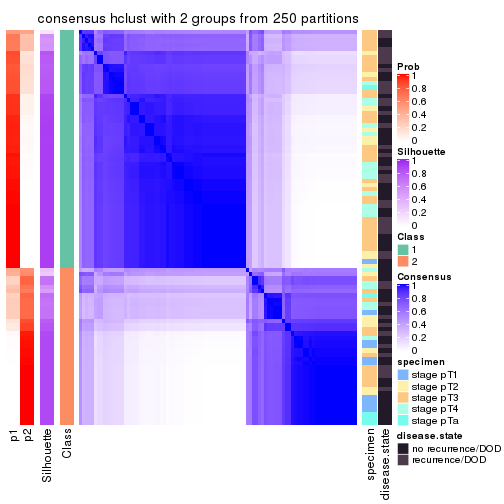 consensus hclust with 2 groups from 250 partitions
p1
p2
Silhouette
Class
specimen
disease.state
Prob
1
0.8
0.6
0.4
0.2
0
Silhouette
1
0.8
0.6
0.4
0.2
0
Class
1
2
Consensus
1
0.8
0.6
0.4
0.2
0
specimen
stage pT1
stage pT2
stage pT3
stage pT4
stage pTa
disease.state
no recurrence/DOD
recurrence/DOD